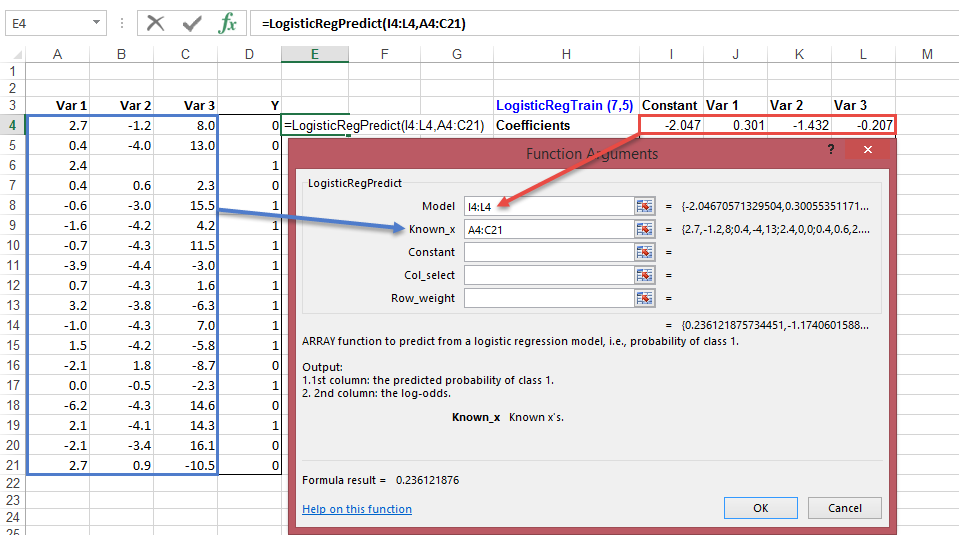 E4 fx =LogisticRegPredict(I4:L4,A4:C21)
A B C D E F G H I J K L M
1
2
3 Var 1 Var 2 Var 3 Y LogisticRegTrain (7,5) Constant Var 1 Var 2 Var 3
4 2.7 -1.2 8.0 0 =LogisticRegPredict(I4:L4,A4:C21) Coefficients -2.047 0.301 -1.432 -0.207
5 0.4 -4.0 13.0 0
6 2.4 1
7 0.4 0.6 2.3 0
8 -0.6 -3.0 15.5 1
9 -1.6 -4.2 4.2 1
10 -0.7 -4.3 11.5 1
11 -3.9 -4.4 -3.0 1
12 0.7 -4.3 1.6 1
13 3.2 -3.8 -6.3 1
14 -1.0 -4.3 7.0 1
15 1.5 -4.2 -5.8 1
16 -2.1 1.8 -8.7 0
17 0.0 -0.5 -2.3 1
18 -6.2 -4.3 14.6 0
19 2.1 -4.1 14.3 1
20 -2.1 -3.4 16.1 0
21 2.7 0.9 -10.5 0
22
23
24
25
Function Arguments ? ×
LogisticRegPredict
Model I4:L4 = {-2.04670571329504,0.30055351171...
Known_x A4:C21 = {2.7,-1.2,8;0.4,-4,13;2.4,0,0;0.4,0.6,2....
Constant =
Col_select =
Row_weight =
= {0.236121875734451,-1.1740601588...
ARRAY function to predict from a logistic regression model, i.e., probability of class 1.
Output:
1.1st column: the predicted probability of class 1.
2. 2nd column: the log-odds.
Known_x Known x's.
Formula result = 0.236121876
Help on this function
OK Cancel